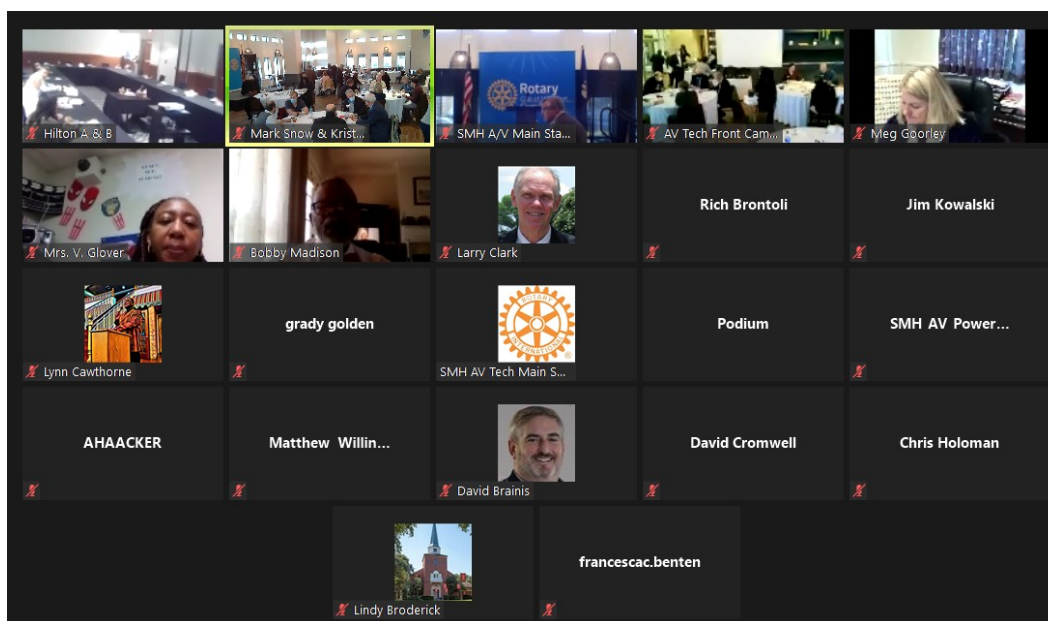 Hilton A & B
Mark Snow & Krist...
Rotary
SMH A/V Main Sta...
AV Tech Front Cam...
Meg Goorley
Mrs. V. Glover
Bobby Madison
Larry Clark
Rich Brontoli
Jim Kowalski
Lynn Cawthorne
grady golden
ROTARY
INTERNATIONAL
SMH AV Tech Main S...
Podium
SMH AV Power...
AHAACKER
Matthew Willin...
David Brainis
David Cromwell
Chris Holoman
Lindy Broderick
francescac.benten